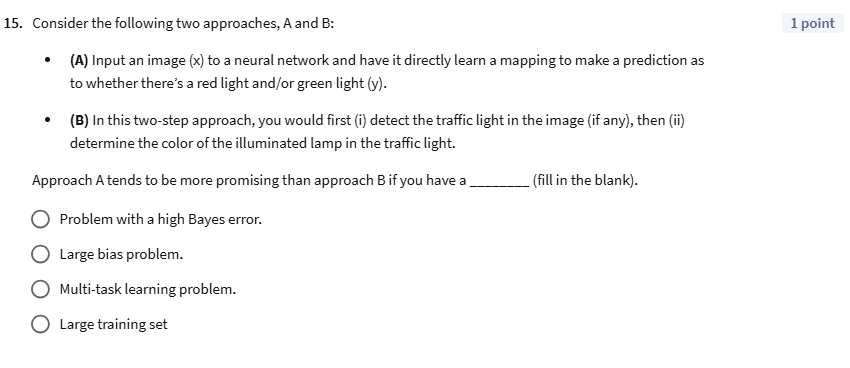 15. Consider the following two approaches, A and B:
1 point
• (A) Input an image (x) to a neural network and have it directly learn a mapping to make a prediction as
to whether there's a red light and/or green light (y).
• (B) In this two-step approach, you would first (i) detect the traffic light in the image (if any), then (ii)
determine the color of the illuminated lamp in the traffic light.
Approach A tends to be more promising than approach B if you have a ________ (fill in the blank).
Problem with a high Bayes error.
Large bias problem.
Multi-task learning problem.
Large training set